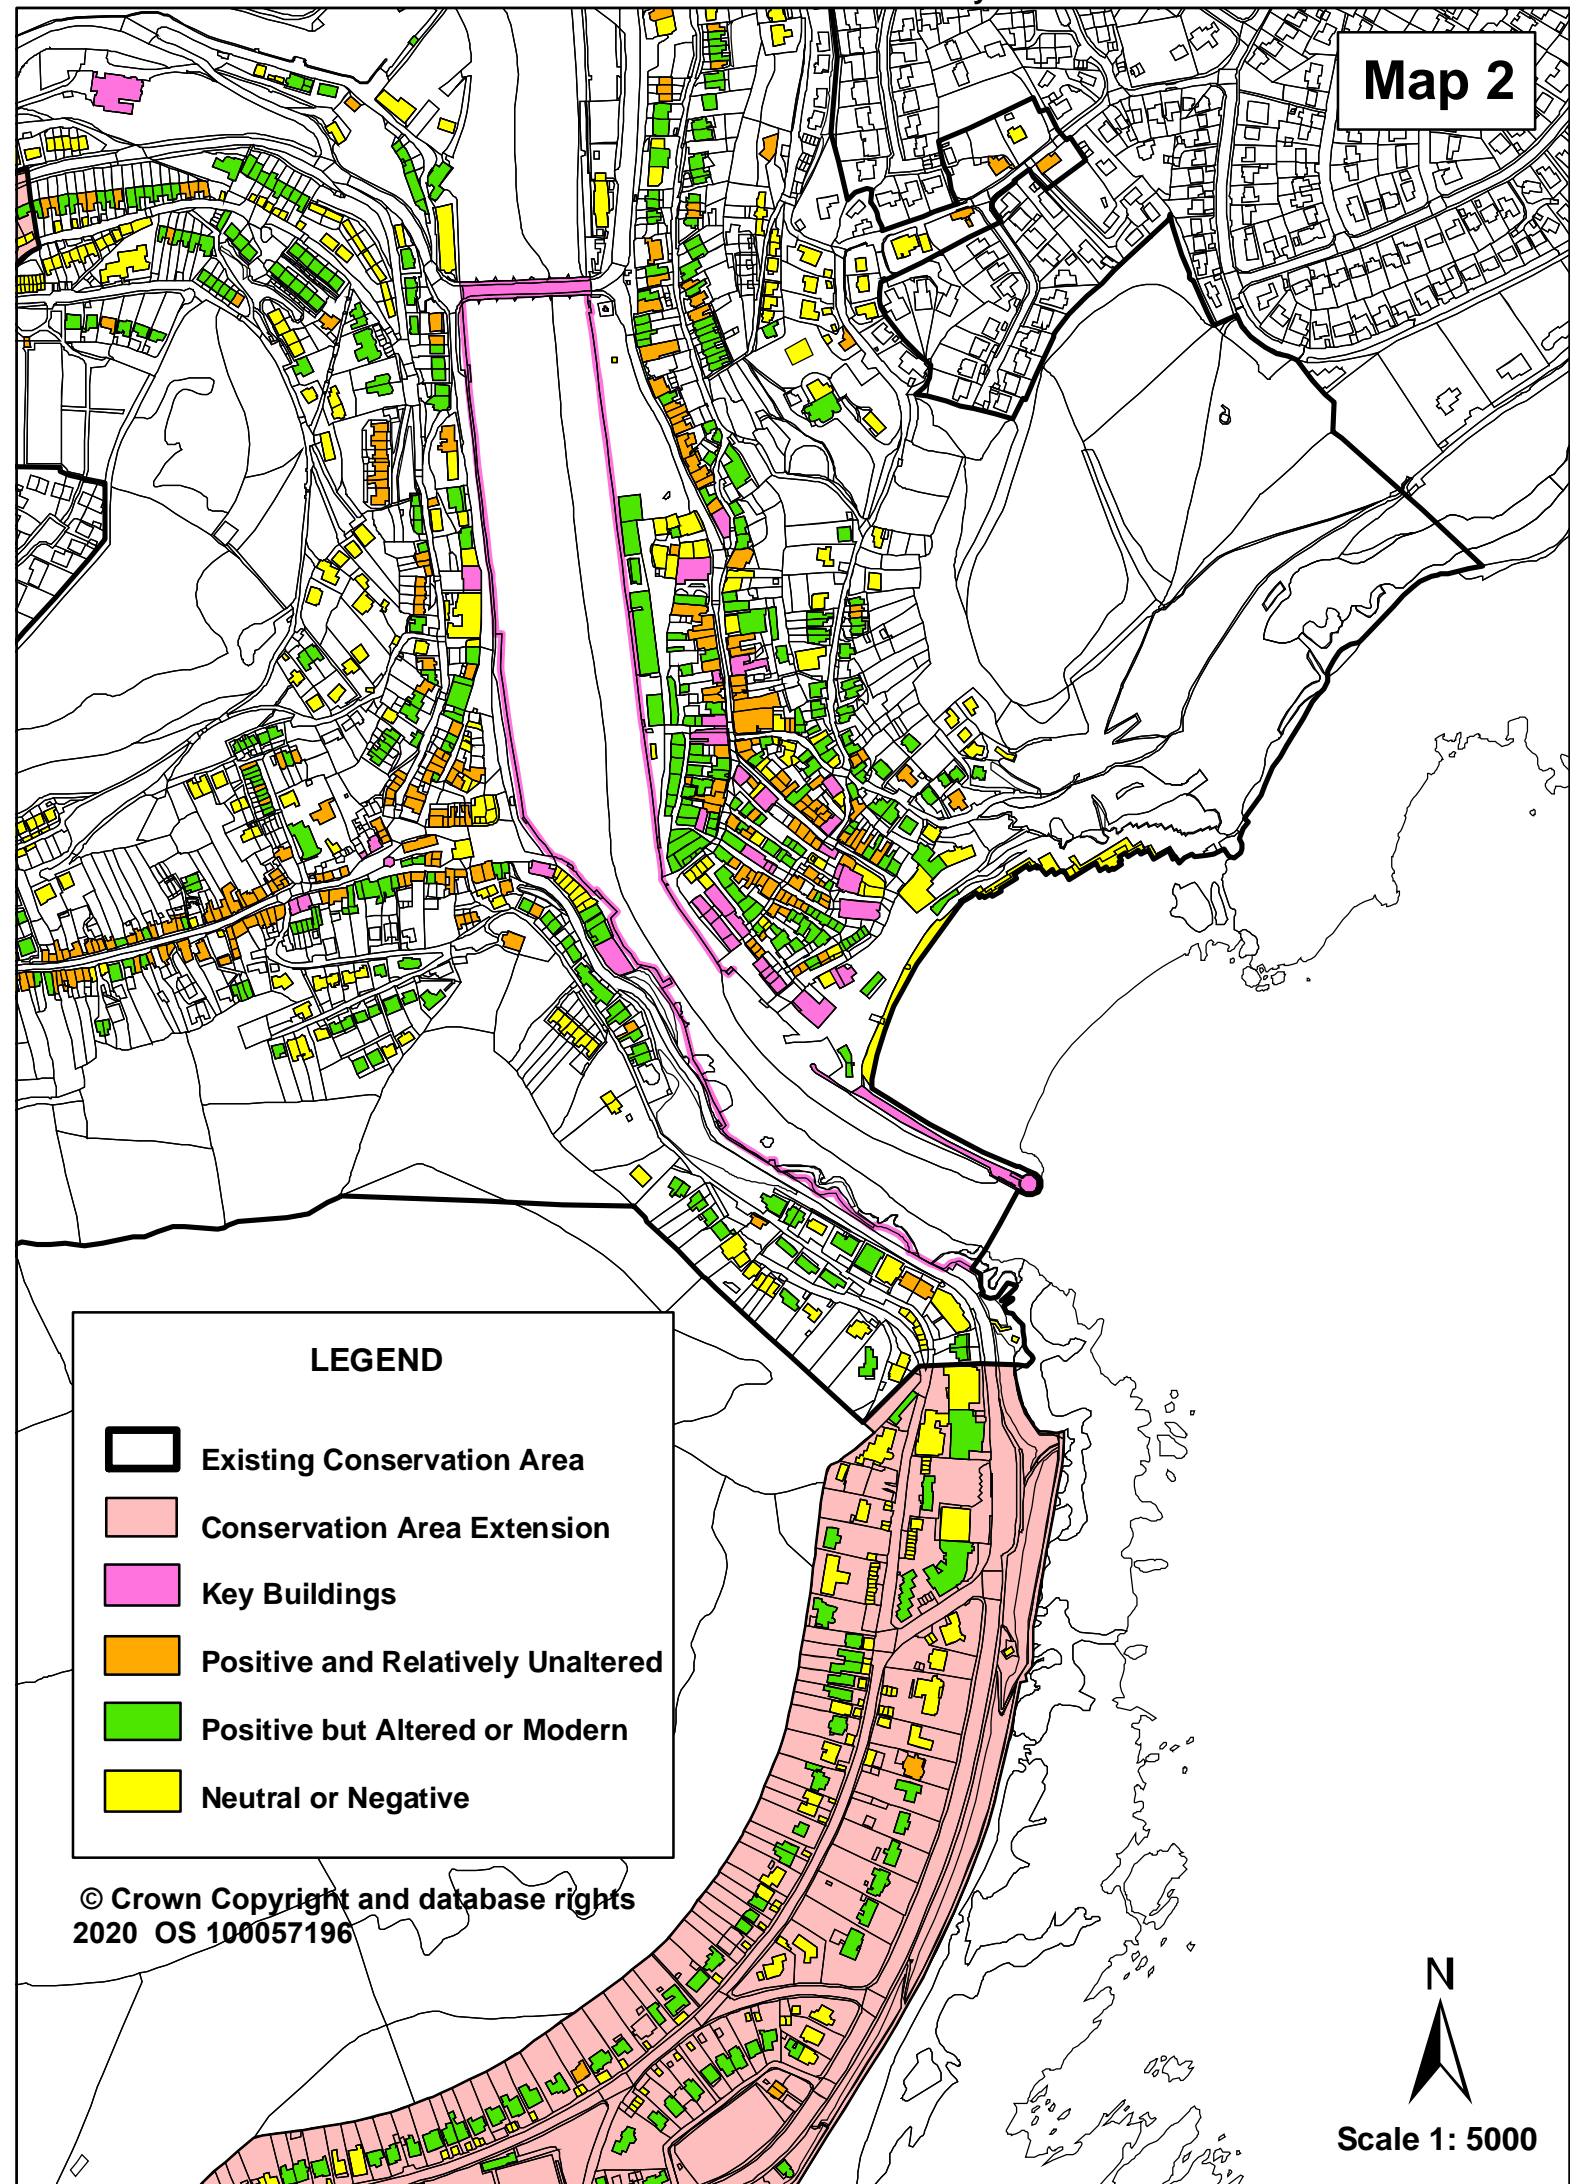 Map 2
LEGEND
Existing Conservation Area
Conservation Area Extension
Key Buildings
Positive and Relatively Unaltered
Positive but Altered or Modern
Neutral or Negative
© Crown Copyright and database rights
2020 OS 100057196
N
Scale 1: 5000